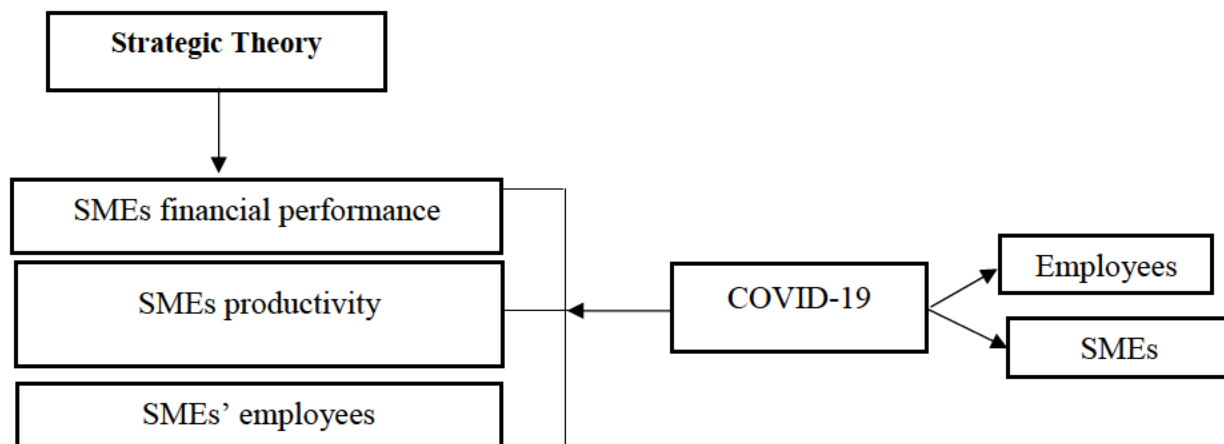 Strategic Theory
SMEs financial performance
SMEs productivity
COVID-19
Employees
SMEs
SMEs’ employees